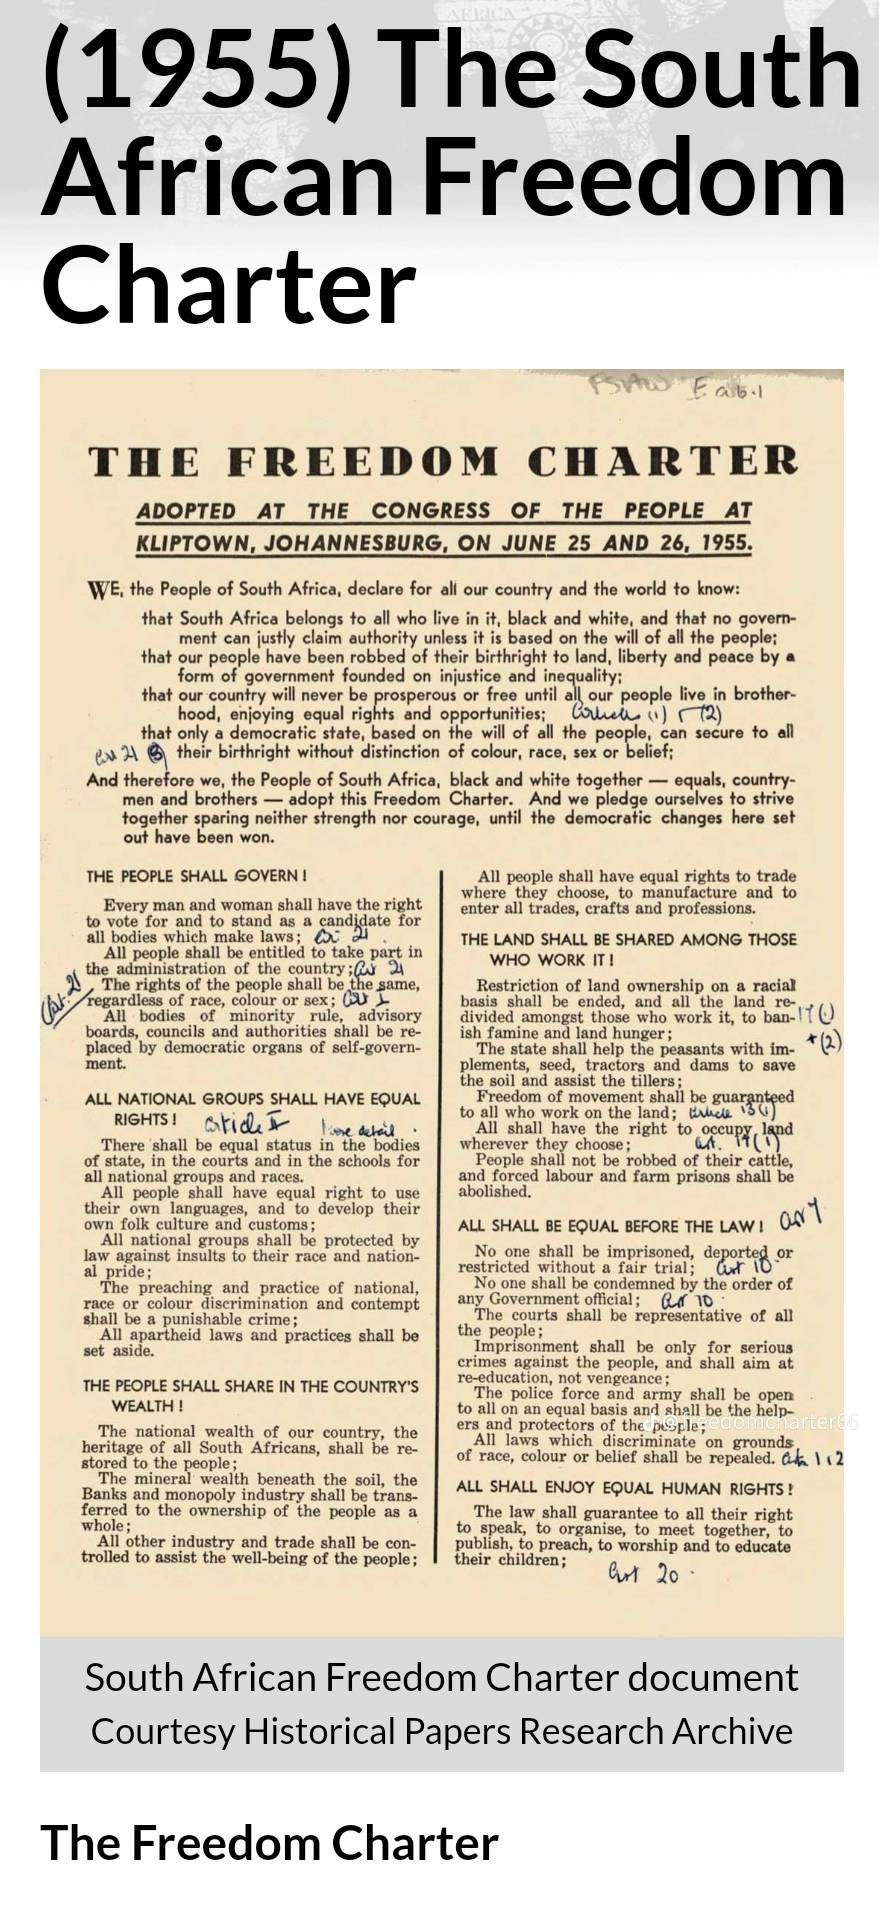 AFRICA
(1955) The South
African Freedom
Charter
FSAW E a 6.1
THE FREEDOM CHARTER
ADOPTED AT THE CONGRESS OF THE PEOPLE AT
KLIPTOWN, JOHANNESBURG, ON JUNE 25 AND 26, 1955.
WE, the People of South Africa, declare for all our country and the world to know:
that South Africa belongs to all who live in it, black and white, and that no govern-
ment can justly claim authority unless it is based on the will of all the people;
that our people have been robbed of their birthright to land, liberty and peace by a
form of government founded on injustice and inequality;
that our country will never be prosperous or free until all our people live in brother-
hood, enjoying equal rights and opportunities; Article (1) (2)
that only a democratic state, based on the will of all the people, can secure to all
21 their birthright without distinction of colour, race, sex or belief;
And therefore we, the People of South Africa, black and white together — equals, country-
men and brothers — adopt this Freedom Charter. And we pledge ourselves to strive
together sparing neither strength nor courage, until the democratic changes here set
out have been won.
THE PEOPLE SHALL GOVERN!
Every man and woman shall have the right
to vote for and to stand as a candidate for
all bodies which make laws; 21.
All people shall be entitled to take part in
the administration of the country; Art 21
The rights of the people shall be the same,
Art. 21
regardless of race, colour or sex;
All bodies of minority rule, advisory
boards, councils and authorities shall be re-
placed by democratic organs of self-govern-
ment.
ALL NATIONAL GROUPS SHALL HAVE EQUAL
RIGHTS! Article II more detail.
There shall be equal status in the bodies
of state, in the courts and in the schools for
all national groups and races.
All people shall have equal right to use
their own languages, and to develop their
own folk culture and customs;
All national groups shall be protected by
law against insults to their race and nation-
al pride;
The preaching and practice of national,
race or colour discrimination and contempt
shall be a punishable crime;
All apartheid laws and practices shall be
set aside.
THE PEOPLE SHALL SHARE IN THE COUNTRY'S
WEALTH!
The national wealth of our country, the
heritage of all South Africans, shall be re-
stored to the people;
The mineral wealth beneath the soil, the
Banks and monopoly industry shall be trans-
ferred to the ownership of the people as a
whole;
All other industry and trade shall be con-
trolled to assist the well-being of the people;
All people shall have equal rights to trade
where they choose, to manufacture and to
enter all trades, crafts and professions.
THE LAND SHALL BE SHARED AMONG THOSE
WHO WORK IT!
Restriction of land ownership on a racial
basis shall be ended, and all the land re-
divided amongst those who work it, to ban- 17 (1)
ish famine and land hunger; + (2)
The state shall help the peasants with im-
plements, seed, tractors and dams to save
the soil and assist the tillers;
Freedom of movement shall be guaranteed
to all who work on the land; Article 13(1)
All shall have the right to occupy land
wherever they choose; Art. 17(1)
People shall not be robbed of their cattle,
and forced labour and farm prisons shall be
abolished.
ALL SHALL BE EQUAL BEFORE THE LAW! Art 7
No one shall be imprisoned, deported or
restricted without a fair trial; Art 10
No one shall be condemned by the order of
any Government official; Art 10
The courts shall be representative of all
the people;
Imprisonment shall be only for serious
crimes against the people, and shall aim at
re-education, not vengeance;
The police force and army shall be open
to all on an equal basis and shall be the help-
ers and protectors of the people;
@freedomcharter86
All laws which discriminate on grounds
of race, colour or belief shall be repealed. 1 & 2
ALL SHALL ENJOY EQUAL HUMAN RIGHTS!
The law shall guarantee to all their right
to speak, to organise, to meet together, to
publish, to preach, to worship and to educate
their children;
Art 20.
South African Freedom Charter document
Courtesy Historical Papers Research Archive
The Freedom Charter